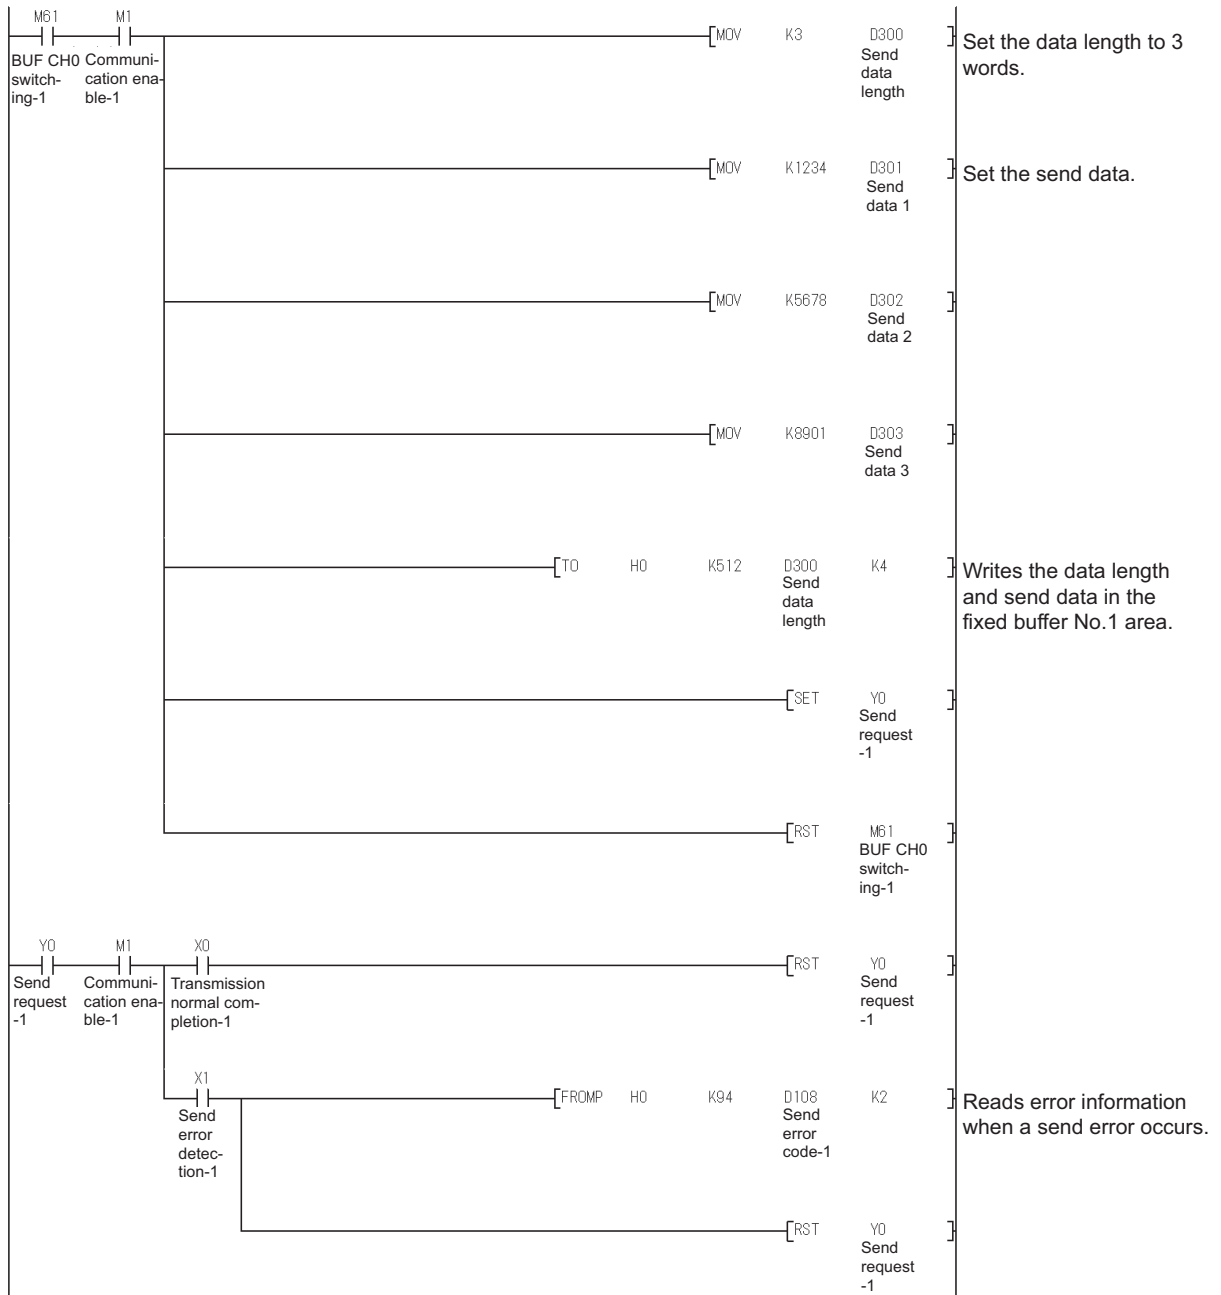 M61 M1
MOV K3 D300
Set the data length to 3
words.
BUF CH0
switch-
ing-1
Communi-
cation ena-
ble-1
Send
data
length
MOV K1234 D301
Set the send data.
Send
data 1
MOV K5678 D302
Send
data 2
MOV K8901 D303
Send
data 3
TO H0 K512 D300 K4
Send
data
length
Writes the data length
and send data in the
fixed buffer No.1 area.
SET Y0
Send
request
-1
RST M61
BUF CH0
switch-
ing-1
Y0 M1 X0
RST Y0
Send
request
-1
Communi-
cation ena-
ble-1
Transmission
normal com-
pletion-1
Send
request
-1
X1
FROMP H0 K94 D108 K2
Send
error
detec-
tion-1
Send
error
code-1
Reads error information
when a send error occurs.
RST Y0
Send
request
-1